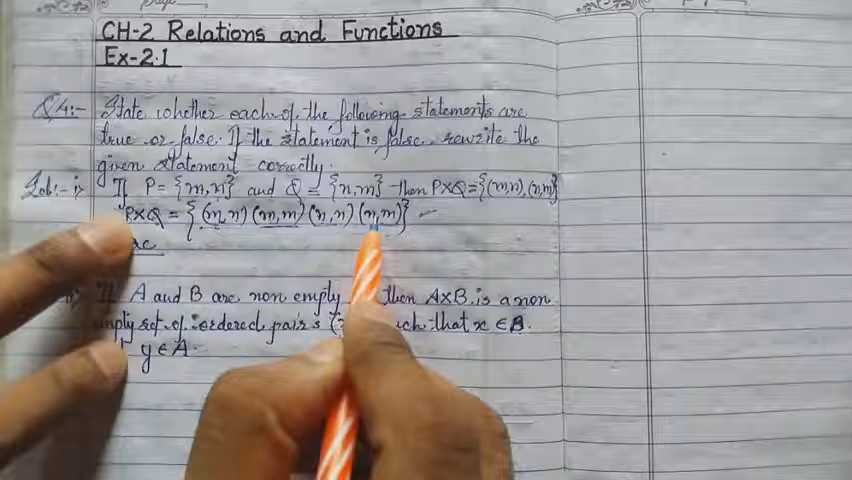 CH-2 Relations and Functions
Ex-2.1
Q4:- State whether each of the following statements are
true or false. If the statement is false, rewrite the
given statement correctly.
Sol:- i) If P = {m,n} and Q = {n,m} then P×Q={(m,n),(n,m)}
P×Q = {(m,n) (m,m) (n,n) (n,m)}
If A and B are non empty then A×B is a non
empty set of ordered pairs such that x ∈ B
y ∈ A.